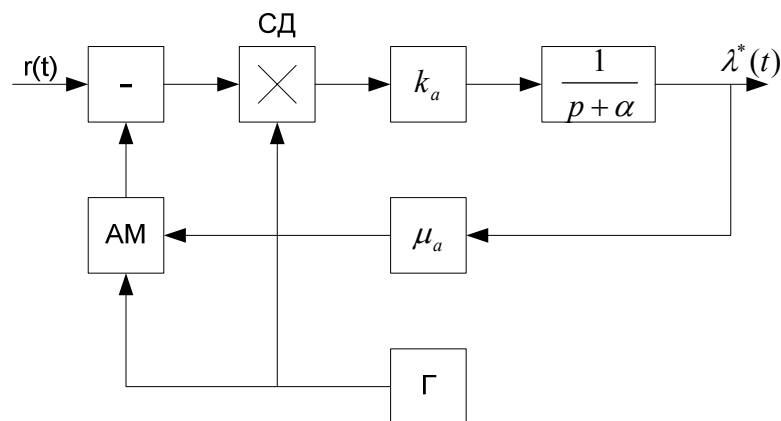 СД
r(t)
-
k_a
1
p + α
λ*(t)
АМ
μ_a
Г